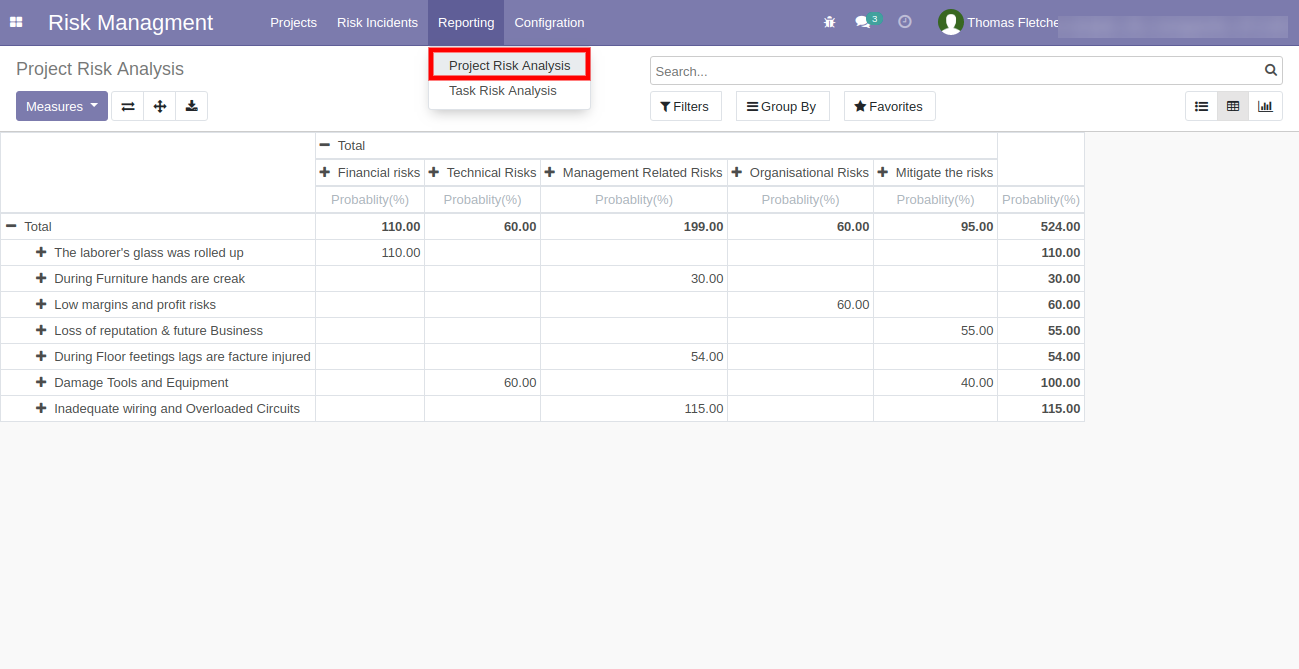 Risk Managment Projects Risk Incidents Reporting Configration 3 Thomas Fletche
Project Risk Analysis
Task Risk Analysis
Project Risk Analysis
Search...
Measures
Filters Group By Favorites
Total
Financial risks Technical Risks Management Related Risks Organisational Risks Mitigate the risks
Probablity(%) Probablity(%) Probablity(%) Probablity(%) Probablity(%) Probablity(%)
Total 110.00 60.00 199.00 60.00 95.00 524.00
The laborer's glass was rolled up 110.00 110.00
During Furniture hands are creak 30.00 30.00
Low margins and profit risks 60.00 60.00
Loss of reputation & future Business 55.00 55.00
During Floor feetings lags are facture injured 54.00 54.00
Damage Tools and Equipment 60.00 40.00 100.00
Inadequate wiring and Overloaded Circuits 115.00 115.00